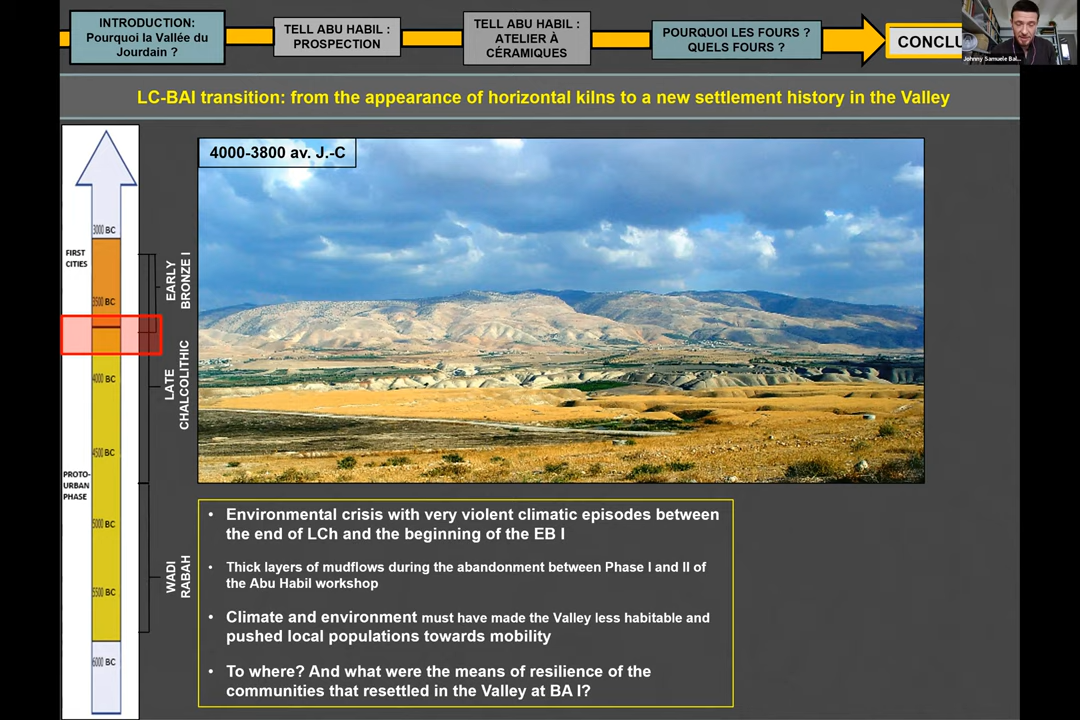 INTRODUCTION:
Pourquoi la Vallée du
Jourdain ?
TELL ABU HABIL :
PROSPECTION
TELL ABU HABIL :
ATELIER À
CÉRAMIQUES
POURQUOI LES FOURS ?
QUELS FOURS ?
CONCLU
Johnny Samuele Bal...
LC-BAI transition: from the appearance of horizontal kilns to a new settlement history in the Valley
4000-3800 av. J.-C
3000 BC
FIRST
CITIES
3500 BC
4000 BC
4500 BC
PROTO-
URBAN
PHASE
5000 BC
5500 BC
6000 BC
EARLY
BRONZE I
LATE
CHALCOLITHIC
WADI
RABAH
• Environmental crisis with very violent climatic episodes between
the end of LCh and the beginning of the EB I
• Thick layers of mudflows during the abandonment between Phase I and II of
the Abu Habil workshop
• Climate and environment must have made the Valley less habitable and
pushed local populations towards mobility
• To where? And what were the means of resilience of the
communities that resettled in the Valley at BA I?